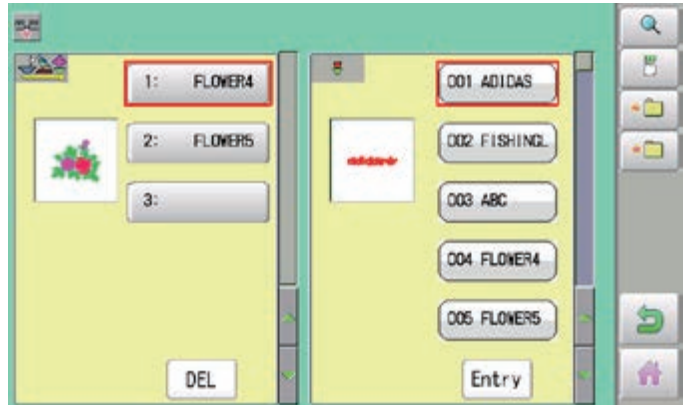 1: FLOWER4
2: FLOWER5
3:
DEL
001 ADIDAS
002 FISHINGL
003 ABC
004 FLOWER4
005 FLOWER5
Entry